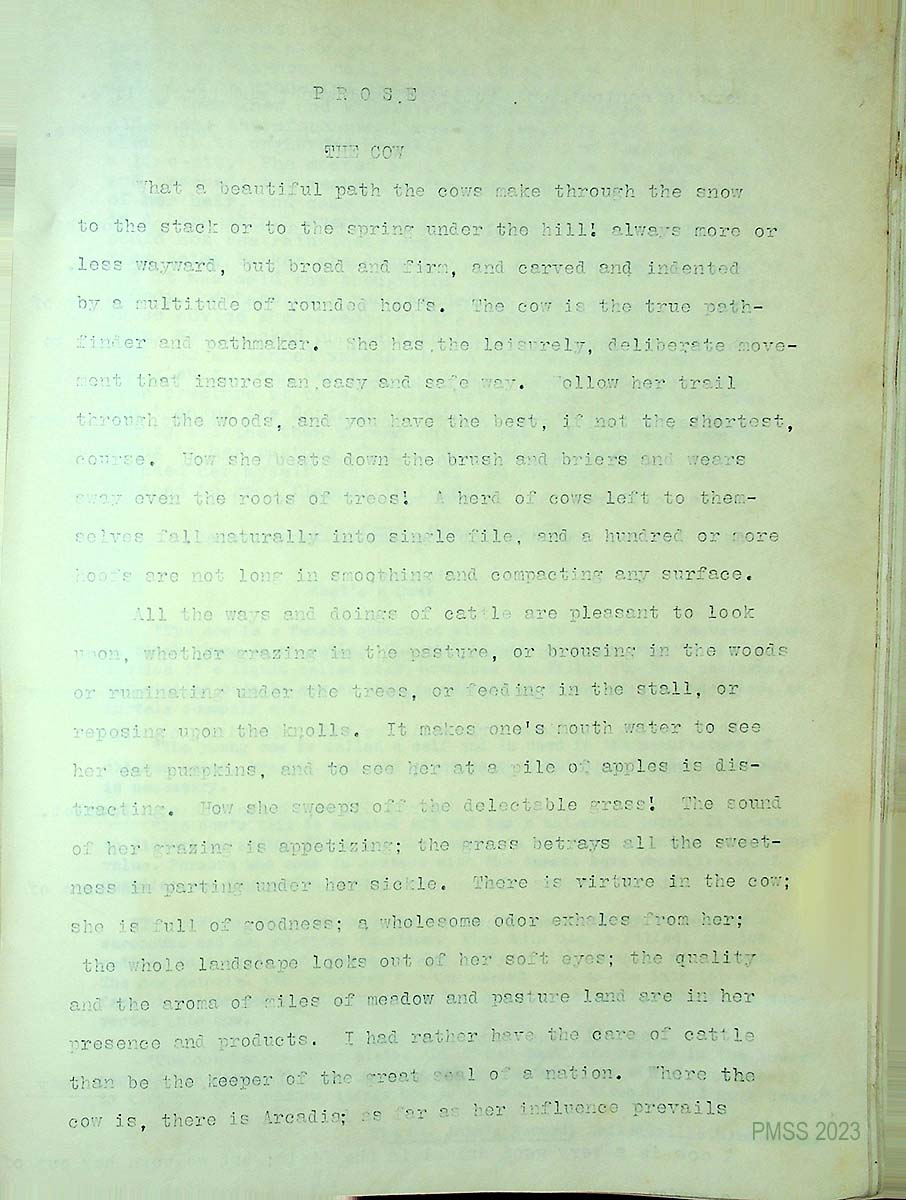 P R O S E
THE COW
What a beautiful path the cows make through the snow
to the stack or to the spring under the hill! always more or
less wayward, but broad and firm, and carved and indented
by a multitude of rounded hoofs. The cow is the true path-
finder and pathmaker. She has the leisurely, deliberate move-
ment that insures an easy and safe way. Follow her trail
through the woods, and you have the best, if not the shortest,
course. How she beats down the brush and briers and wears
away even the roots of trees! A herd of cows left to them-
selves fall naturally into single file, and a hundred or more
hoofs are not long in smoothing and compacting any surface.
All the ways and doings of cattle are pleasant to look
upon, whether grazing in the pasture, or brousing in the woods
or ruminating under the trees, or feeding in the stall, or
reposing upon the knolls. It makes one's mouth water to see
her eat pumpkins, and to see her at a pile of apples is dis-
tracting. How she sweeps off the delectable grass! The sound
of her grazing is appetizing; the grass betrays all the sweet-
ness in parting under her sickle. There is virture in the cow;
she is full of goodness; a wholesome odor exhales from her;
the whole landscape looks out of her soft eyes; the quality
and the aroma of miles of meadow and pasture land are in her
presence and products. I had rather have the care of cattle
than be the keeper of the great seal of a nation. Where the
cow is, there is Arcadia; as far as her influence prevails
PMSS 2023